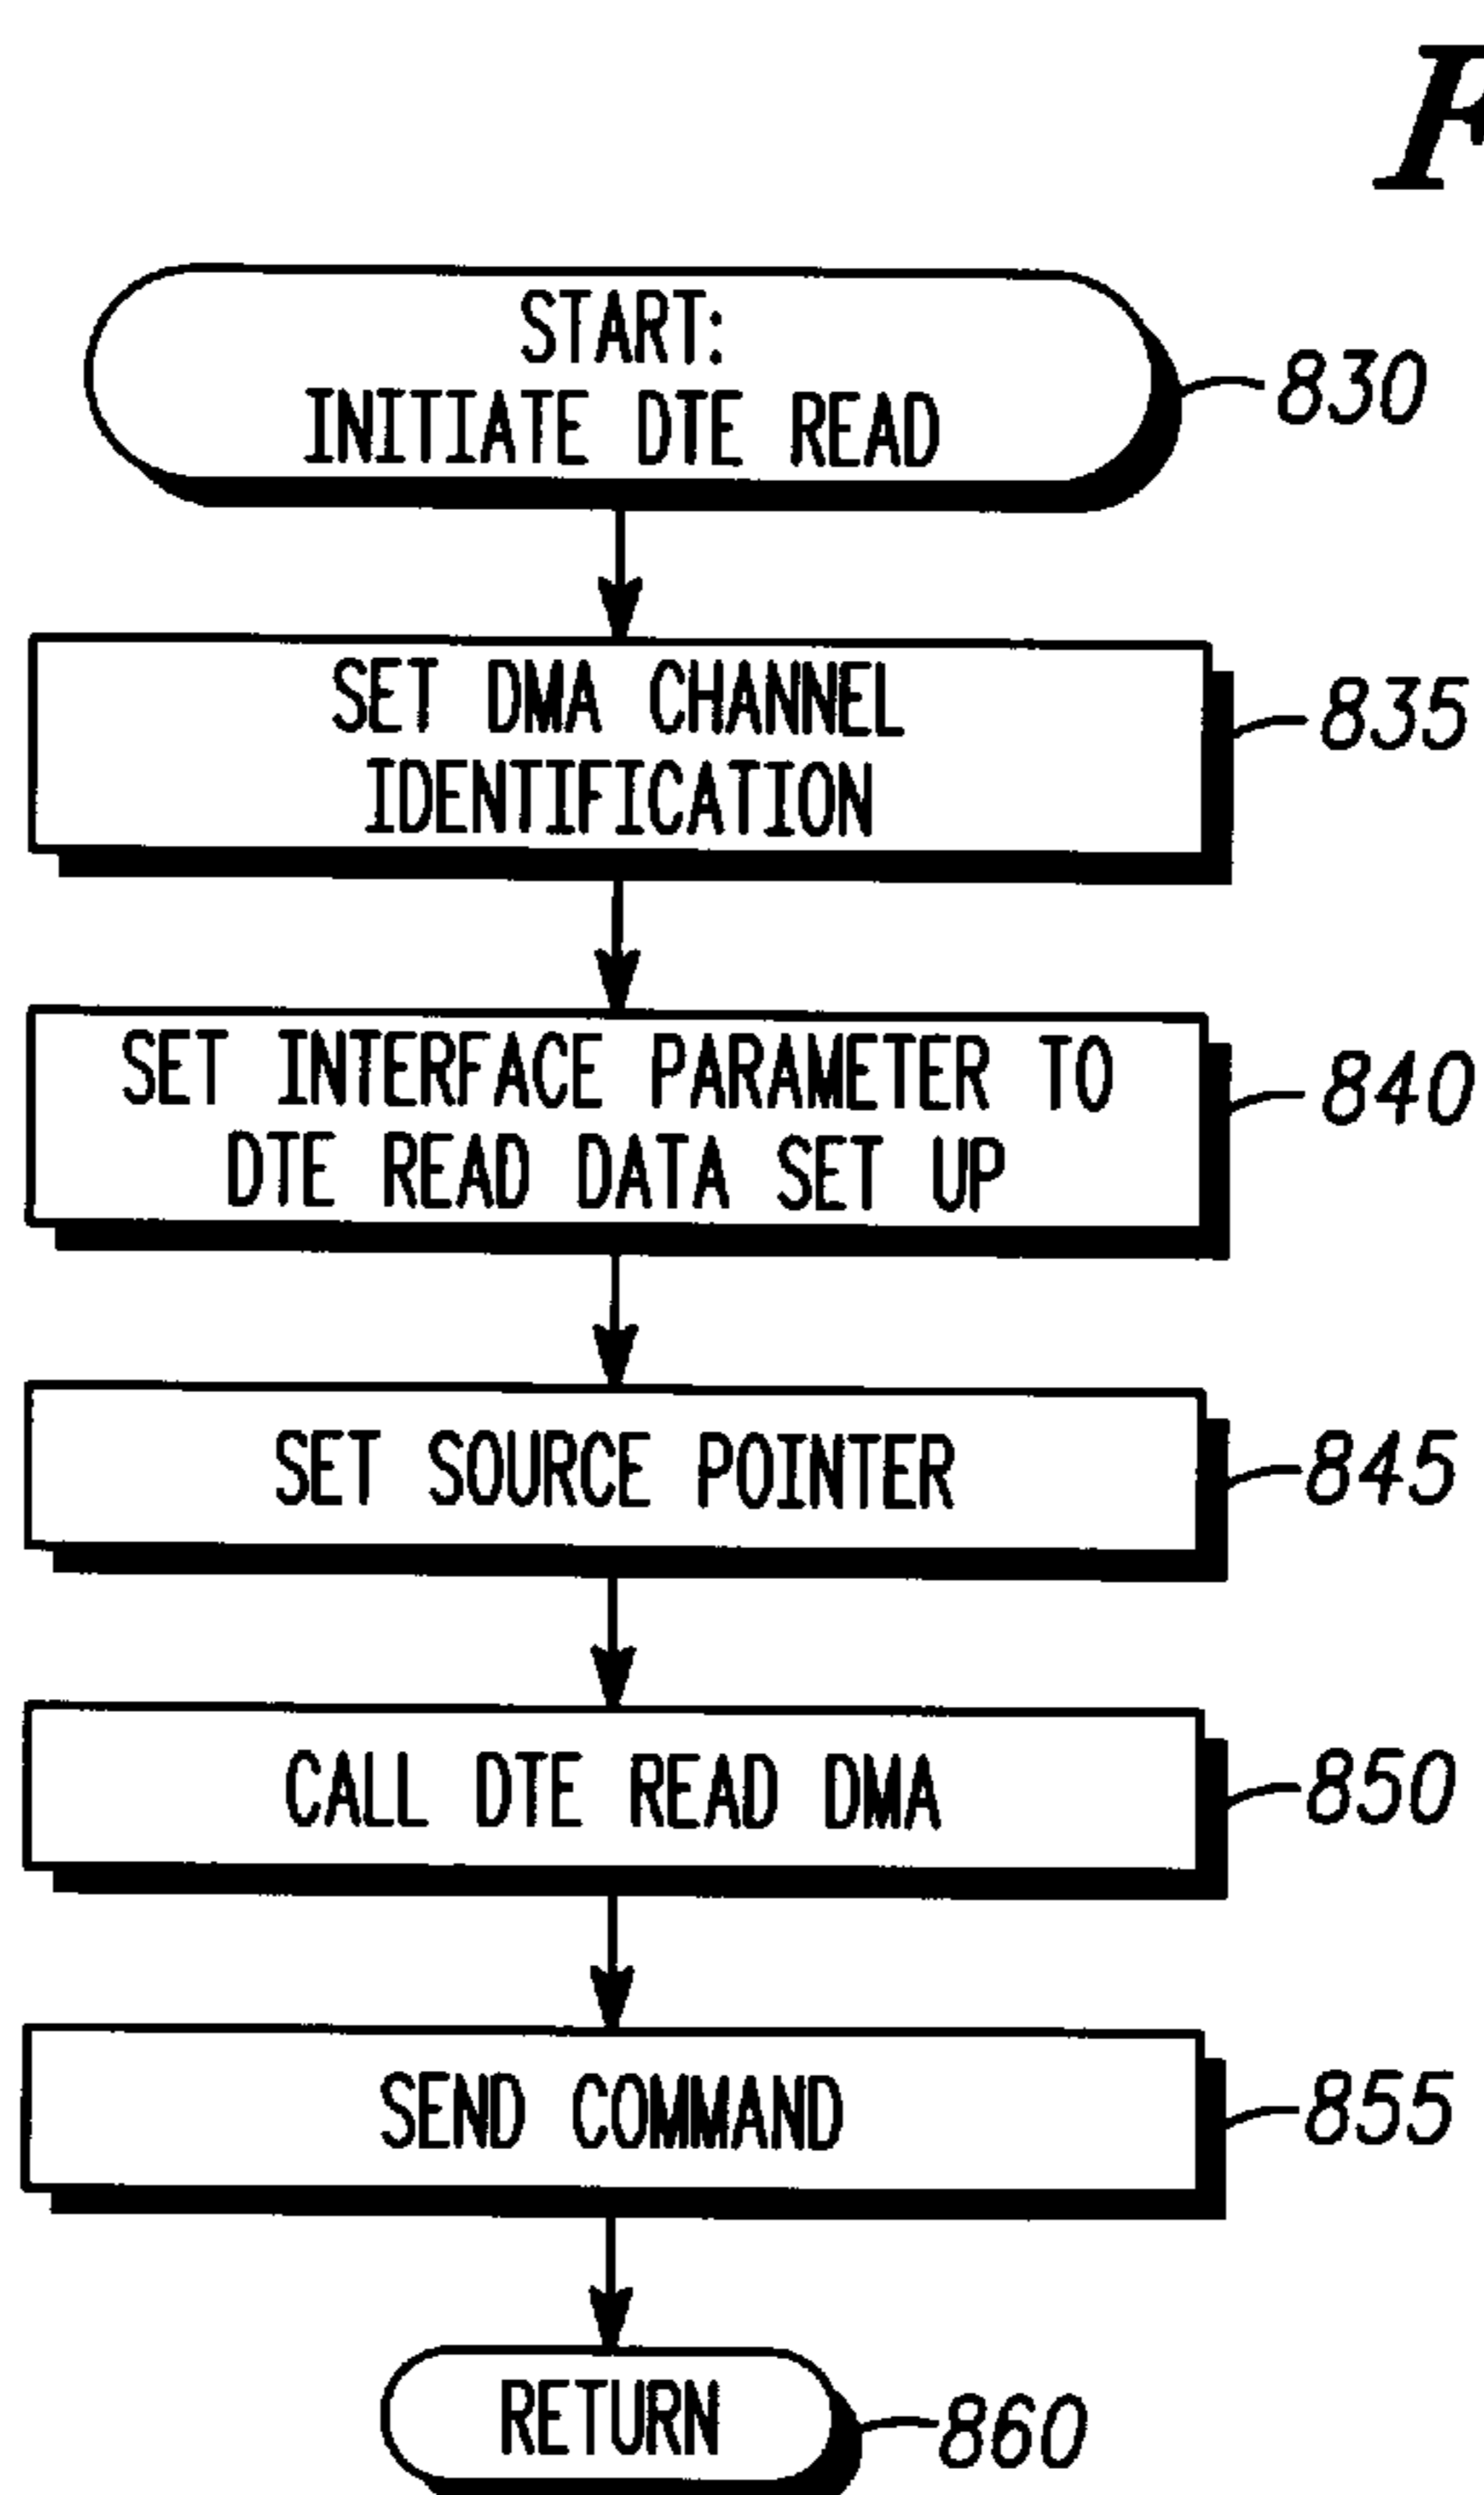 START:
INITIATE DTE READ
830
SET DMA CHANNEL
IDENTIFICATION
835
SET INTERFACE PARAMETER TO
DTE READ DATA SET UP
840
SET SOURCE POINTER
845
CALL DTE READ DMA
850
SEND COMMAND
855
RETURN
860